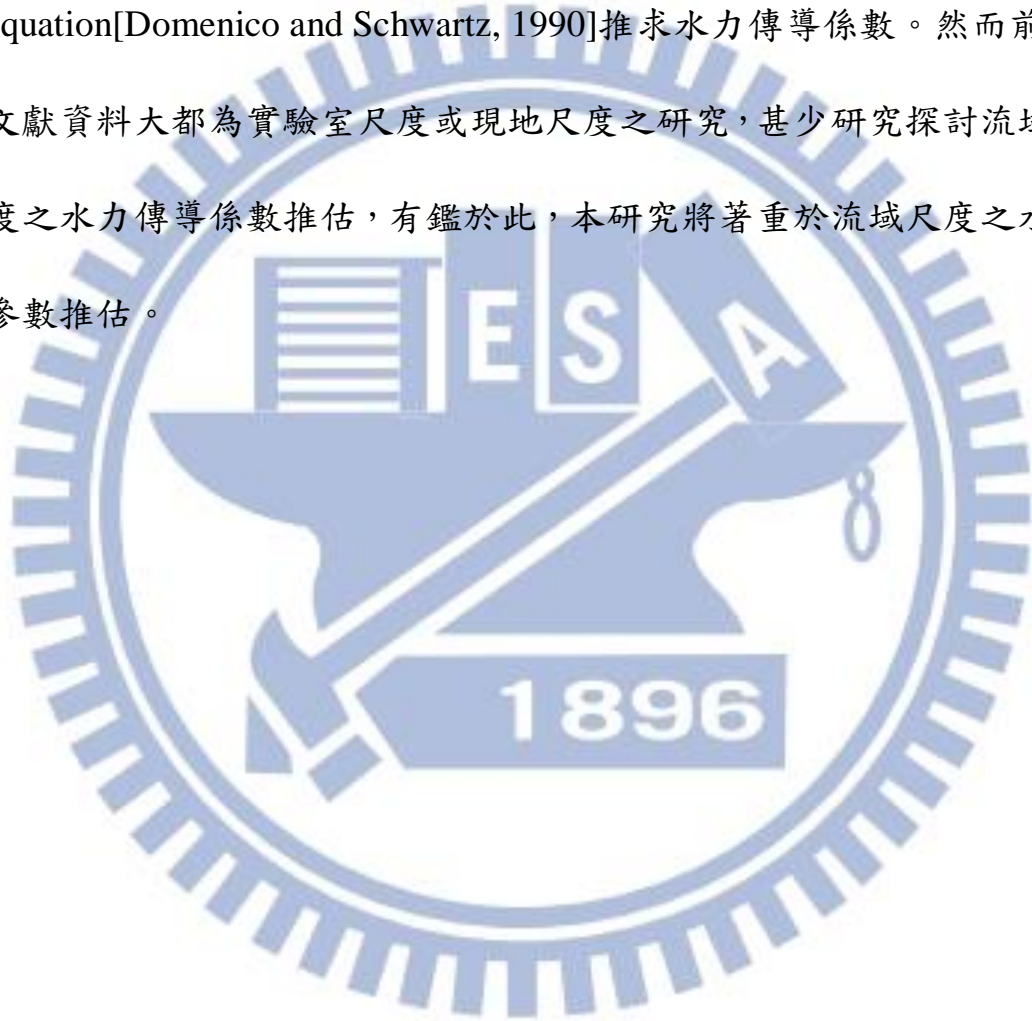 quation[Domenico and Schwartz, 1990]推求水力傳導係數。然而前
文獻資料大都為實驗室尺度或現地尺度之研究，甚少研究探討流域
度之水力傳導係數推估，有鑑於此，本研究將著重於流域尺度之水
參數推估。
E S A
1896